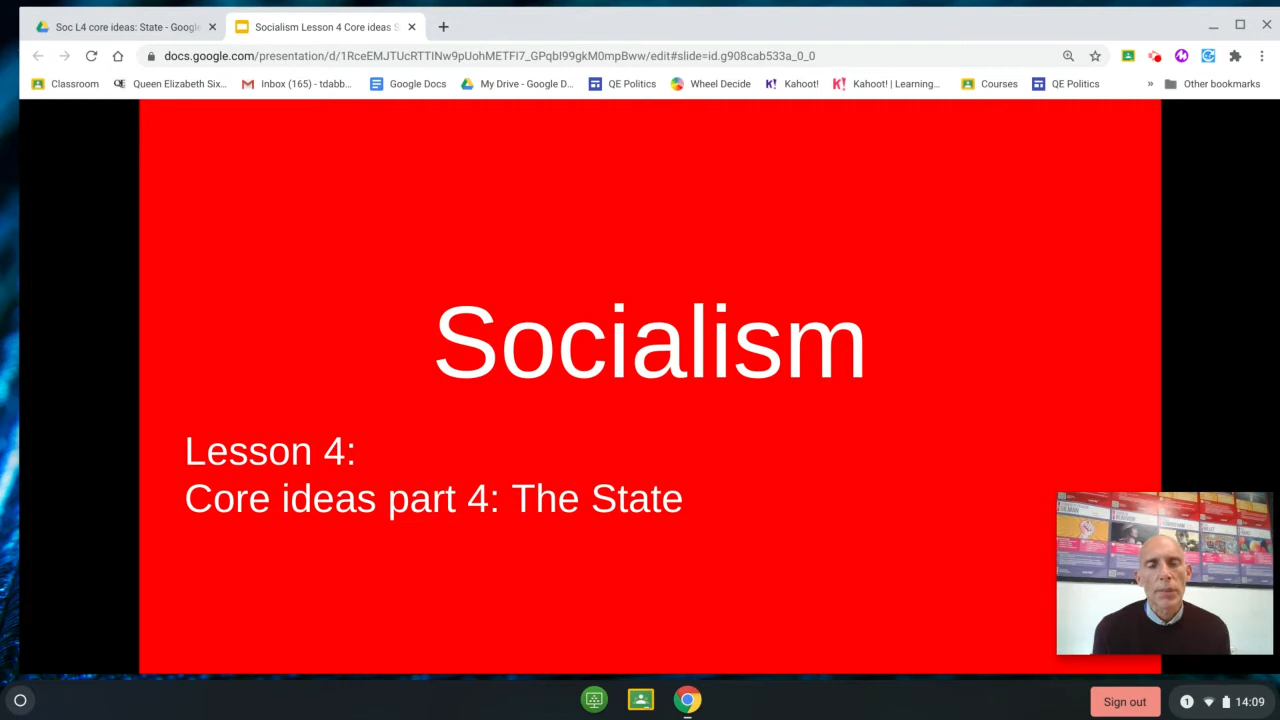 Soc L4 core ideas: State - Google
Socialism Lesson 4 Core ideas S
docs.google.com/presentation/d/1RceEMJTUcRTTINw9pUohMETFI7_GPqbI99gkM0mpBww/edit#slide=id.g908cab533a_0_0
Classroom
Queen Elizabeth Six...
Inbox (165) - tdabb...
Google Docs
My Drive - Google D...
QE Politics
Wheel Decide
Kahoot!
Kahoot! | Learning...
Courses
QE Politics
»
Other bookmarks
Socialism
Lesson 4:
Core ideas part 4: The State
Sign out
1
14:09